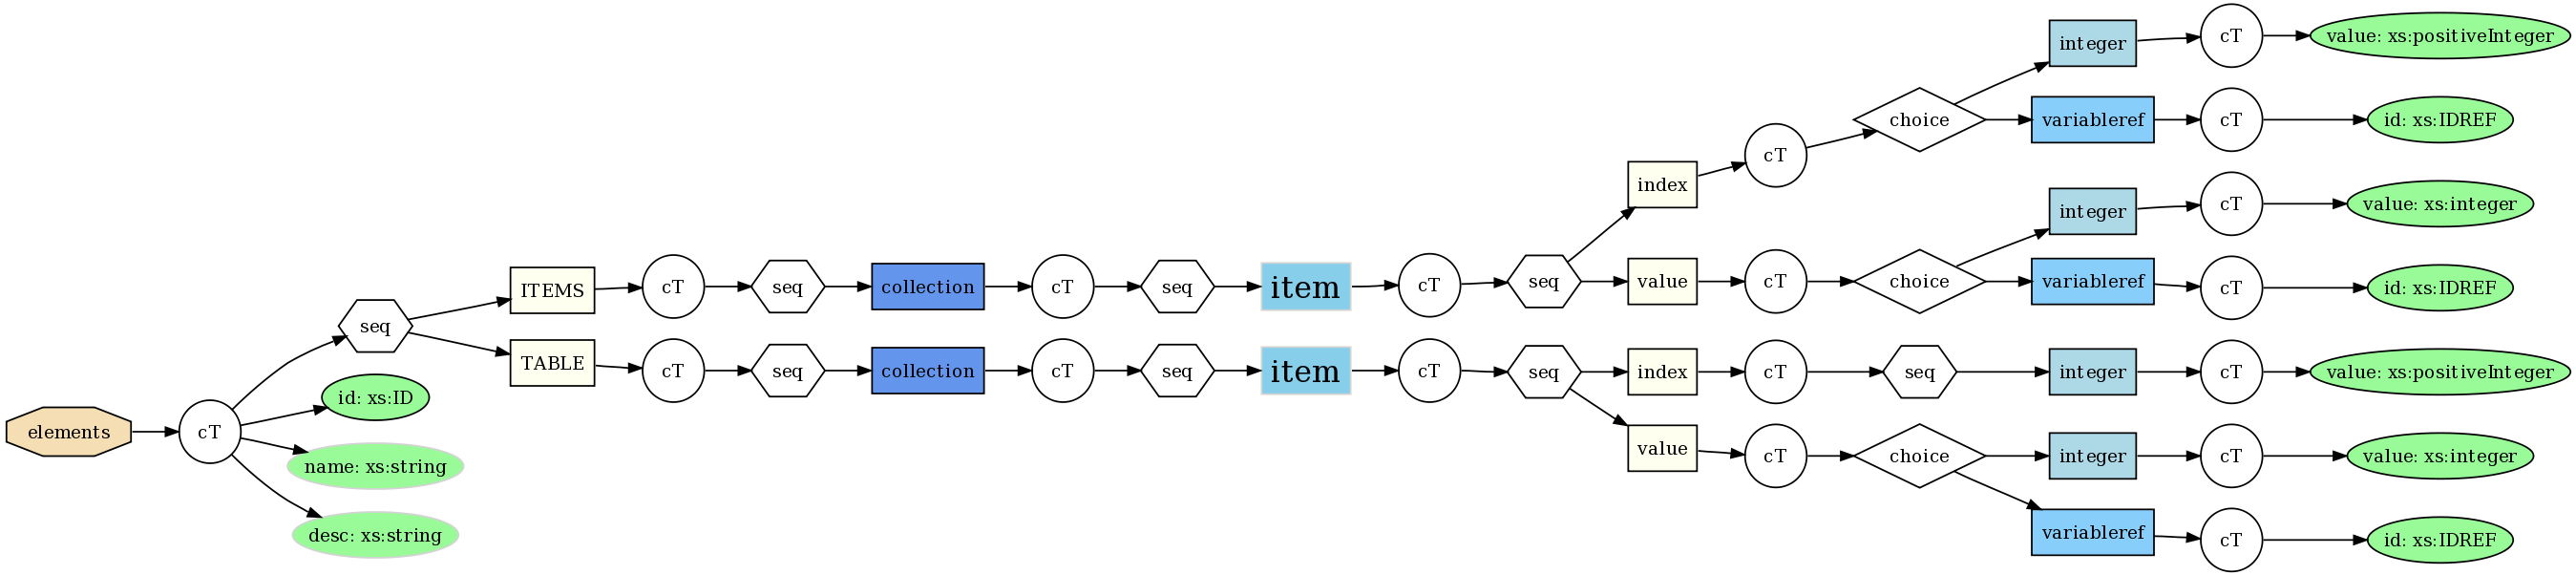 elements
cT
seq
id: xs:ID
name: xs:string
desc: xs:string
ITEMS
cT
seq
collection
cT
seq
item
cT
seq
index
cT
choice
integer
cT
value: xs:positiveInteger
variableref
cT
id: xs:IDREF
value
cT
choice
integer
cT
value: xs:integer
variableref
cT
id: xs:IDREF
TABLE
cT
seq
collection
cT
seq
item
cT
seq
index
cT
seq
integer
cT
value: xs:positiveInteger
value
cT
choice
integer
cT
value: xs:integer
variableref
cT
id: xs:IDREF